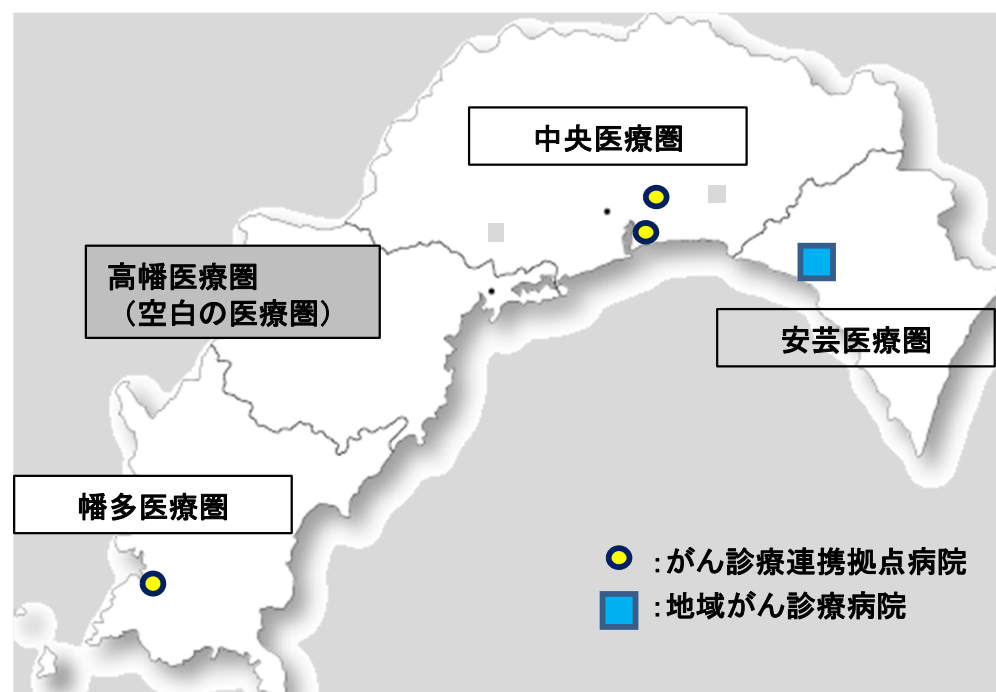 中央医療圏
高幡医療圏
（空白の医療圏）
安芸医療圏
幡多医療圏
：がん診療連携拠点病院
：地域がん診療病院